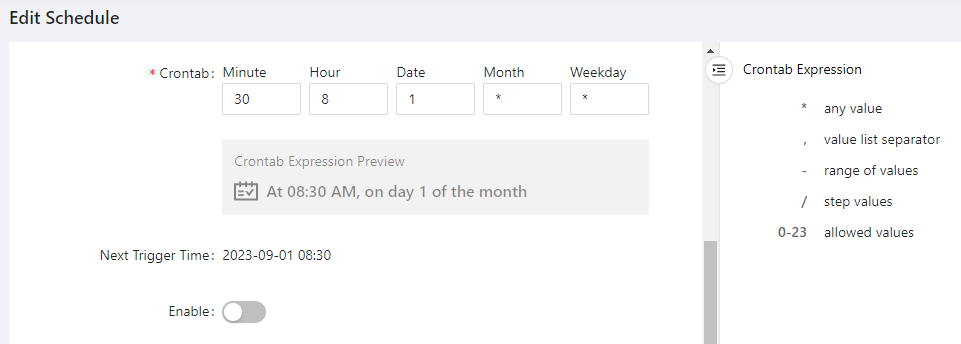 Edit Schedule
* Crontab: Minute Hour Date Month Weekday
30 8 1 * *
Crontab Expression Preview
At 08:30 AM, on day 1 of the month
Next Trigger Time: 2023-09-01 08:30
Enable:
Crontab Expression
* any value
, value list separator
- range of values
/ step values
0-23 allowed values